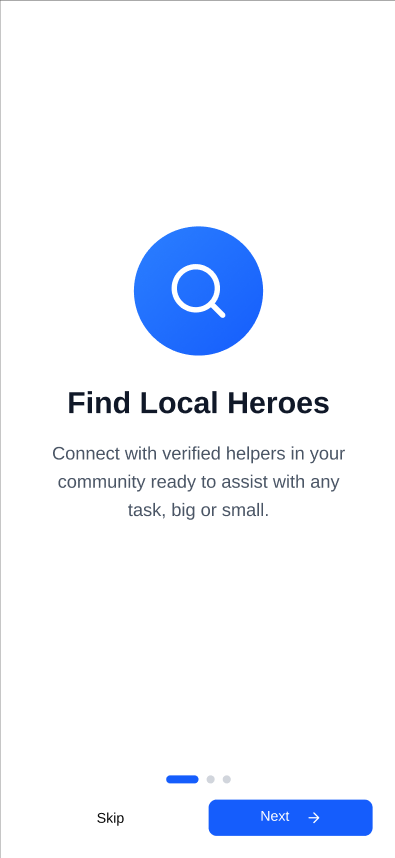 Find Local Heroes
Connect with verified helpers in your
community ready to assist with any
task, big or small.
Skip
Next